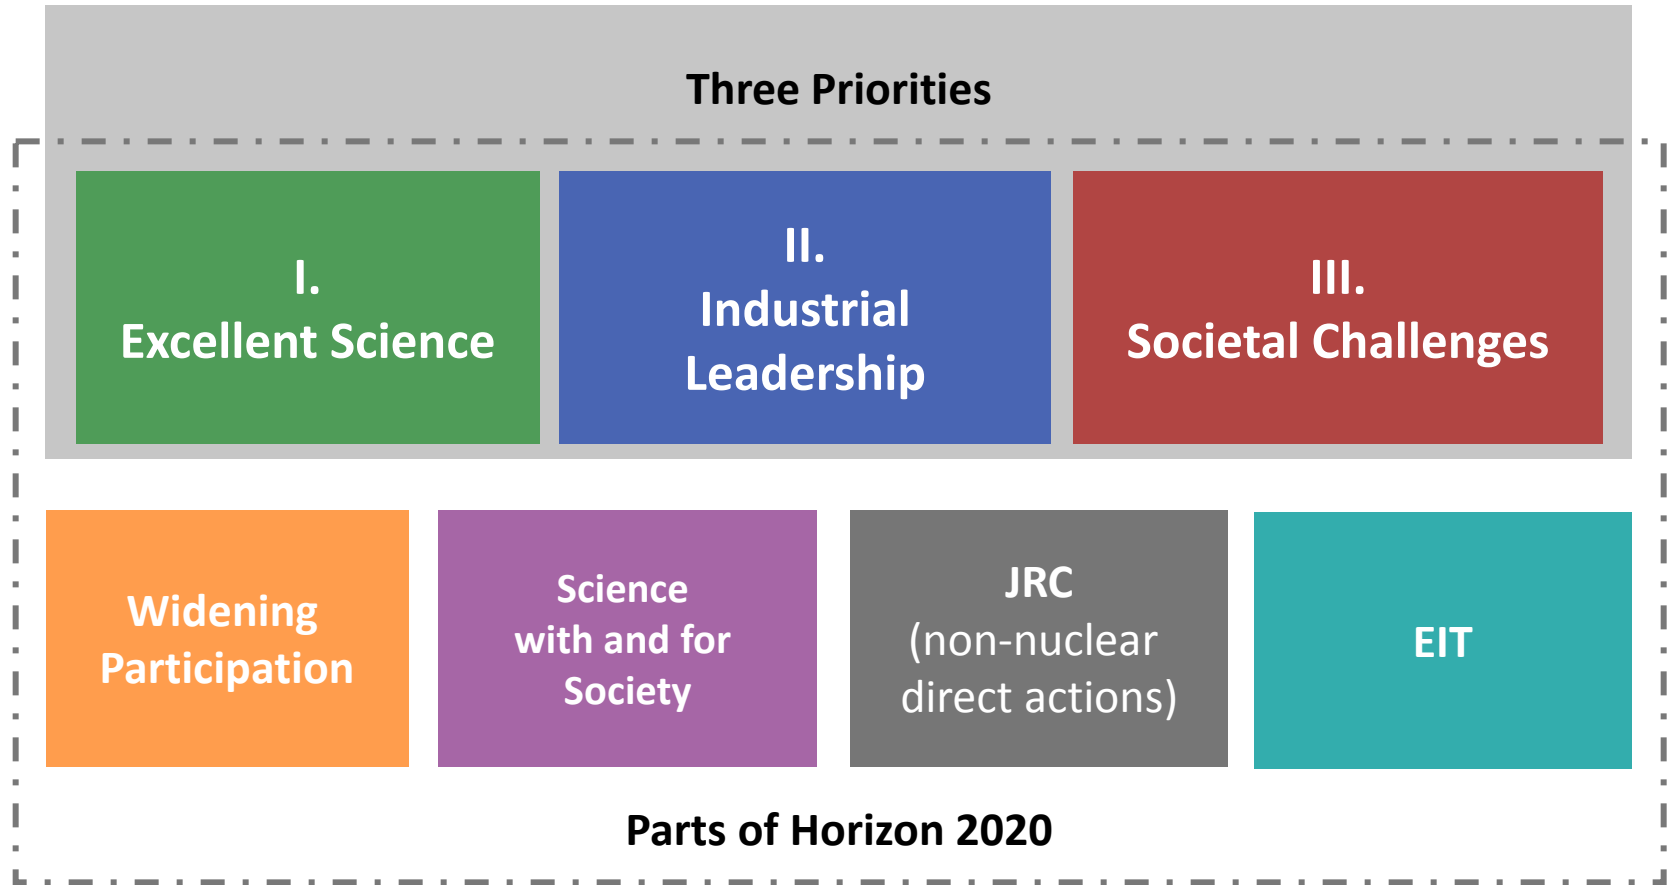 Three Priorities
I.
Excellent Science
II.
Industrial
Leadership
III.
Societal Challenges
Widening
Participation
Science
with and for
Society
JRC
(non-nuclear
direct actions)
EIT
Parts of Horizon 2020